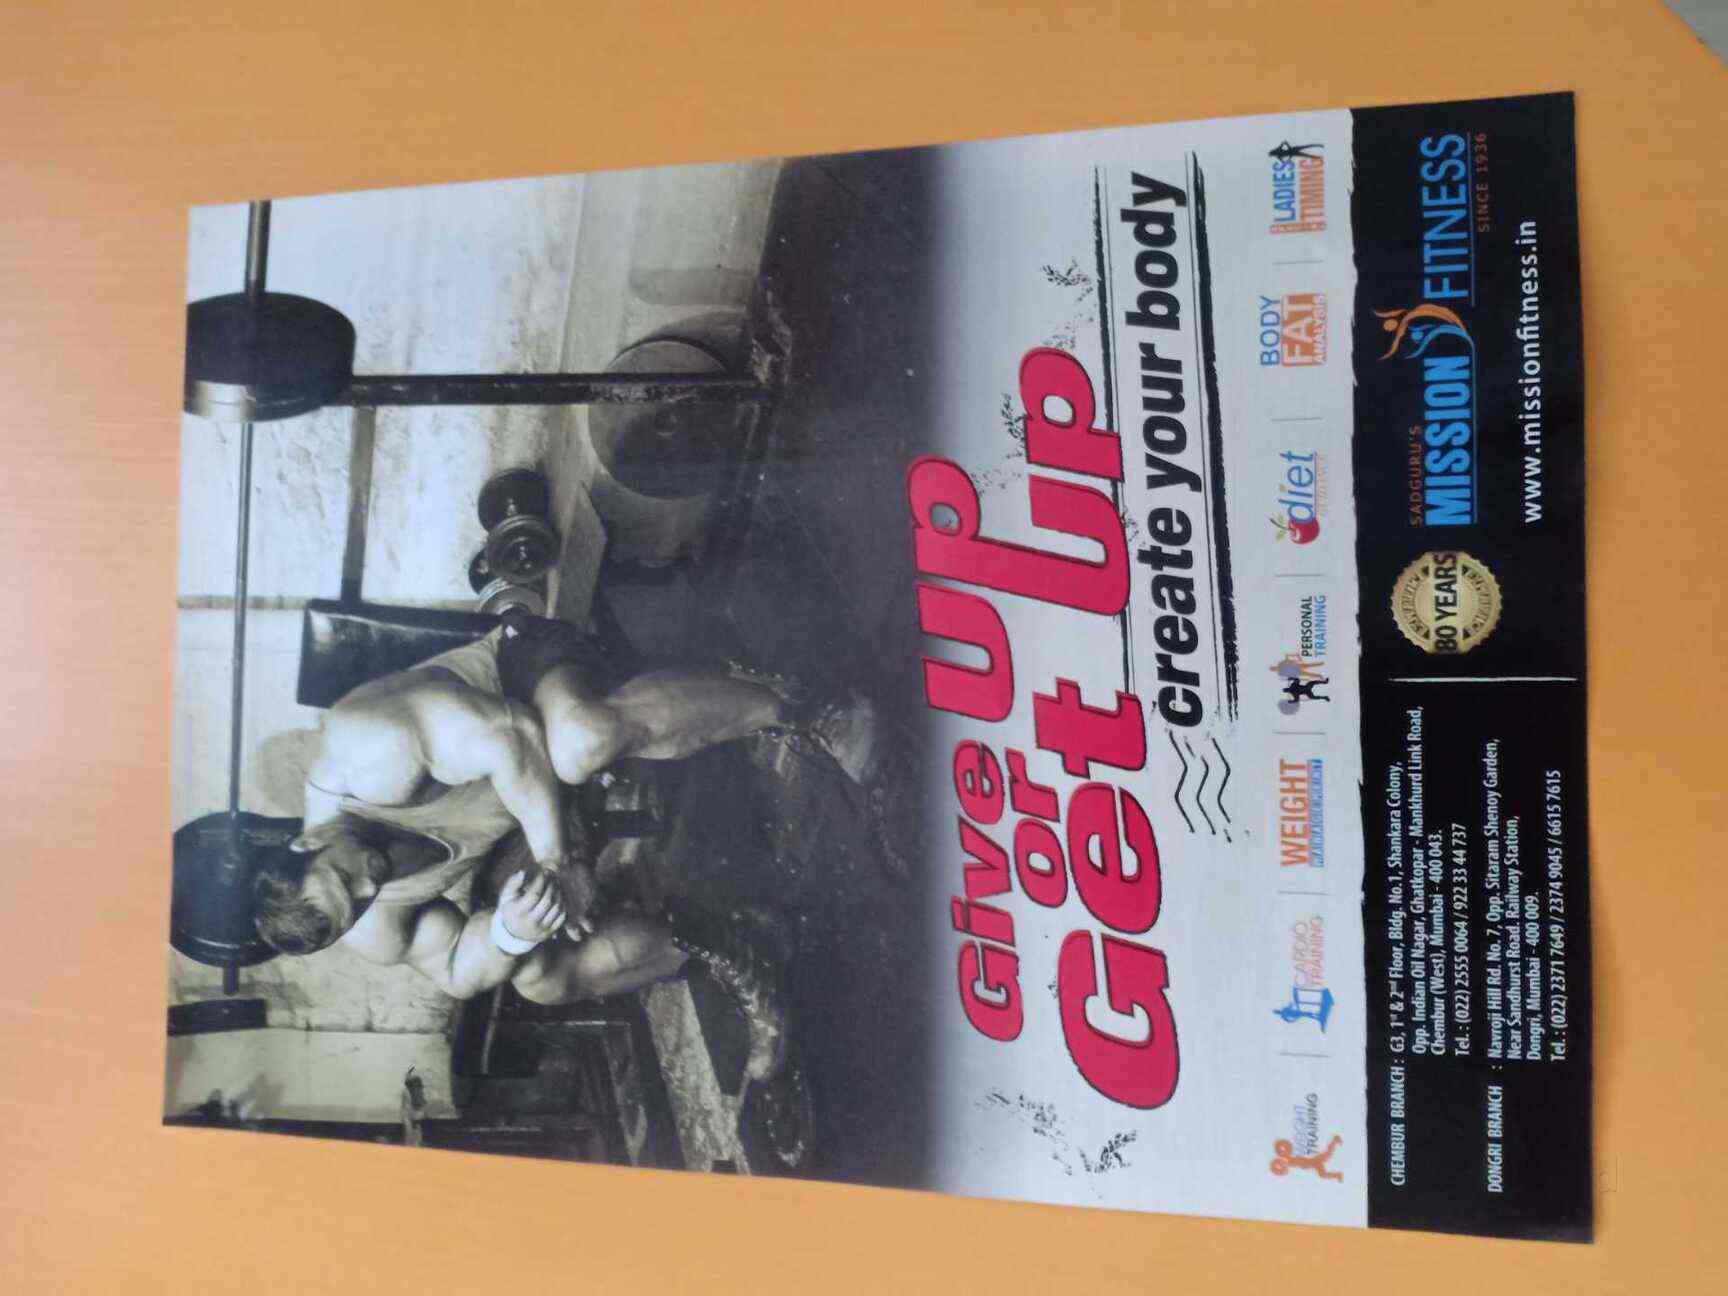 Give UP
or
Get UP
create your body
WEIGHT
TRAINING
CARDIO
TRAINING
WEIGHT
MANAGEMENT
PERSONAL
TRAINING
diet
BODY
FAT
ANALYSIS
LADIES
TIMING
CHEMBUR BRANCH : G3, 1st & 2nd Floor, Bldg. No.1, Shankara Colony,
Opp. Indian Oil Nagar, Ghatkopar - Mankhurd Link Road,
Chembur (West), Mumbai - 400 043.
Tel.: (022) 2555 0064 / 922 33 44 737
DONGRI BRANCH : Navroji Hill Rd. No. 7, Opp. Sitaram Shenoy Garden,
Near Sandhurst Road. Railway Station,
Dongri, Mumbai - 400 009.
Tel.: (022) 2371 7649 / 2374 9045 / 6615 7615
80 YEARS
SADGURU'S
MISSION FITNESS
SINCE 1936
www.missionfitness.in